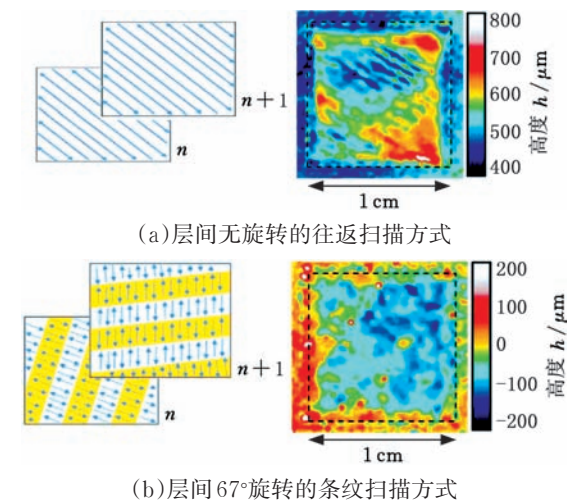 800
700
600
500
400
高度 h/μm
n+1
n
1 cm
(a)层间无旋转的往返扫描方式
200
100
0
-100
-200
高度 h/μm
n+1
n
1 cm
(b)层间67°旋转的条纹扫描方式